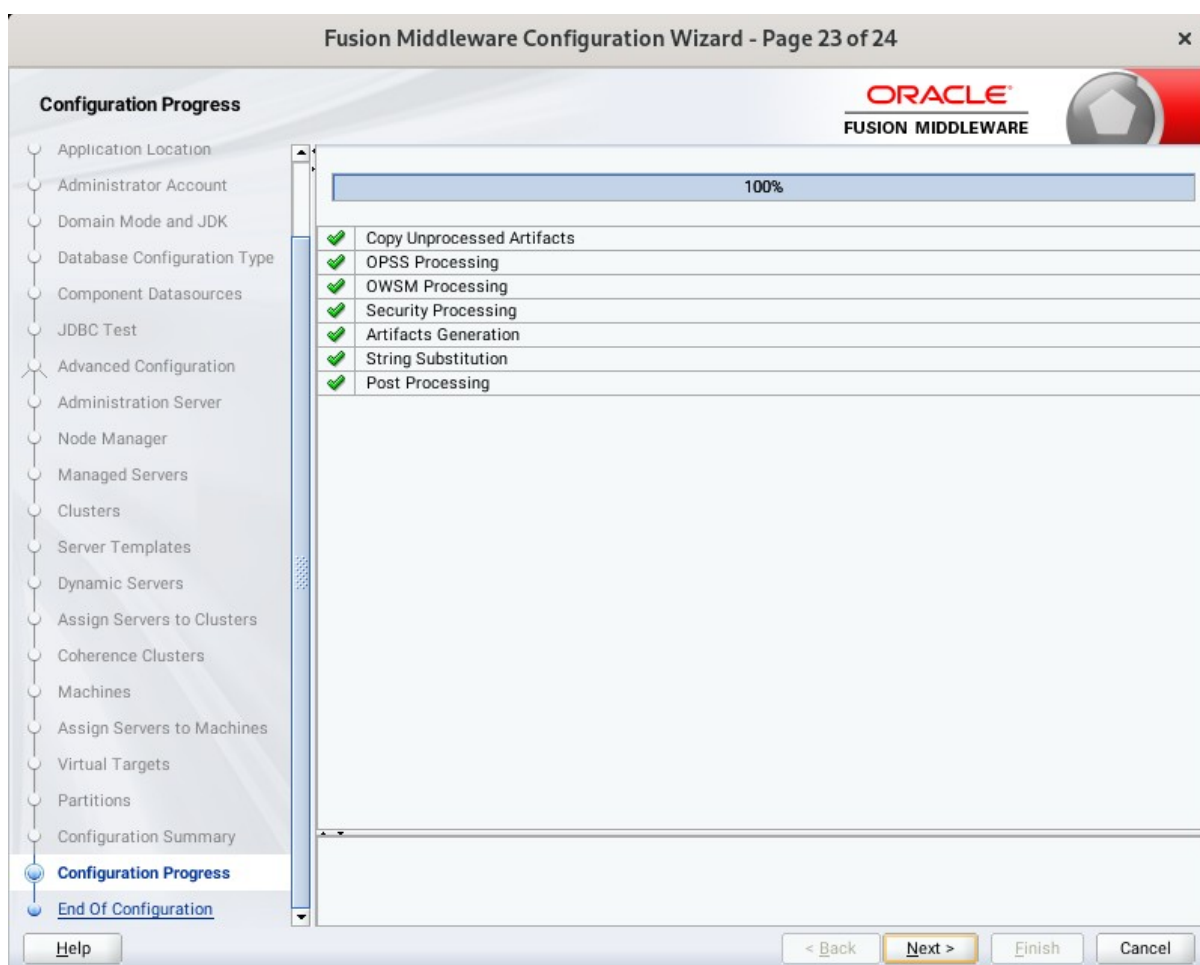 Fusion Middleware Configuration Wizard - Page 23 of 24
×
Configuration Progress
ORACLE
FUSION MIDDLEWARE
Application Location
Administrator Account
Domain Mode and JDK
Database Configuration Type
Component Datasources
JDBC Test
Advanced Configuration
Administration Server
Node Manager
Managed Servers
Clusters
Server Templates
Dynamic Servers
Assign Servers to Clusters
Coherence Clusters
Machines
Assign Servers to Machines
Virtual Targets
Partitions
Configuration Summary
Configuration Progress
End Of Configuration
100%
Copy Unprocessed Artifacts
OPSS Processing
OWSM Processing
Security Processing
Artifacts Generation
String Substitution
Post Processing
Help
< Back
Next >
Finish
Cancel